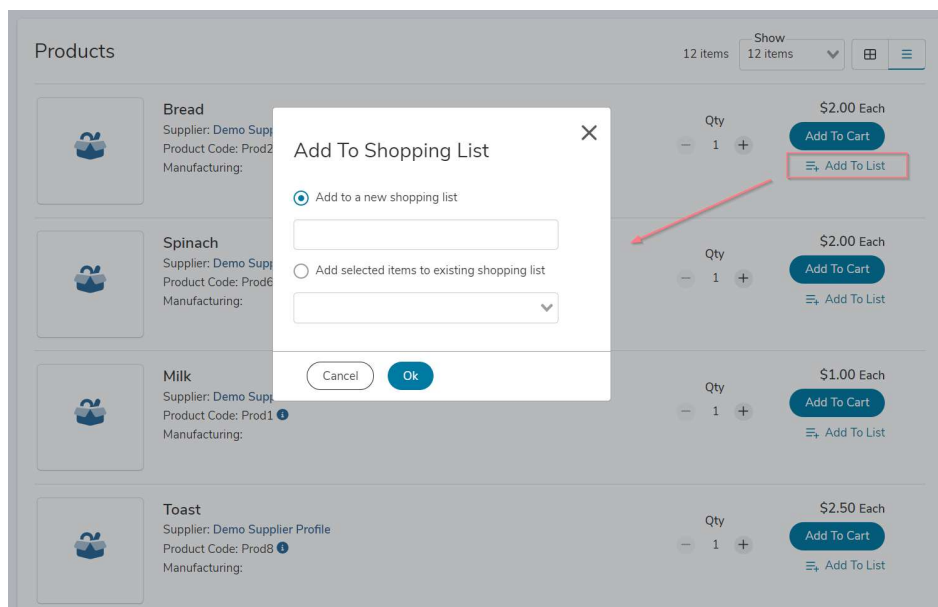 Products
12 items
Show
12 items
Bread
Supplier: Demo Supp
Product Code: Prod2
Manufacturing:
Qty
1
$2.00 Each
Add To Cart
Add To List
Add To Shopping List
Add to a new shopping list
Add selected items to existing shopping list
Cancel
Ok
Spinach
Supplier: Demo Supp
Product Code: Prod6
Manufacturing:
Qty
1
$2.00 Each
Add To Cart
Add To List
Milk
Supplier: Demo Supp
Product Code: Prod1
Manufacturing:
Qty
1
$1.00 Each
Add To Cart
Add To List
Toast
Supplier: Demo Supplier Profile
Product Code: Prod8
Manufacturing:
Qty
1
$2.50 Each
Add To Cart
Add To List